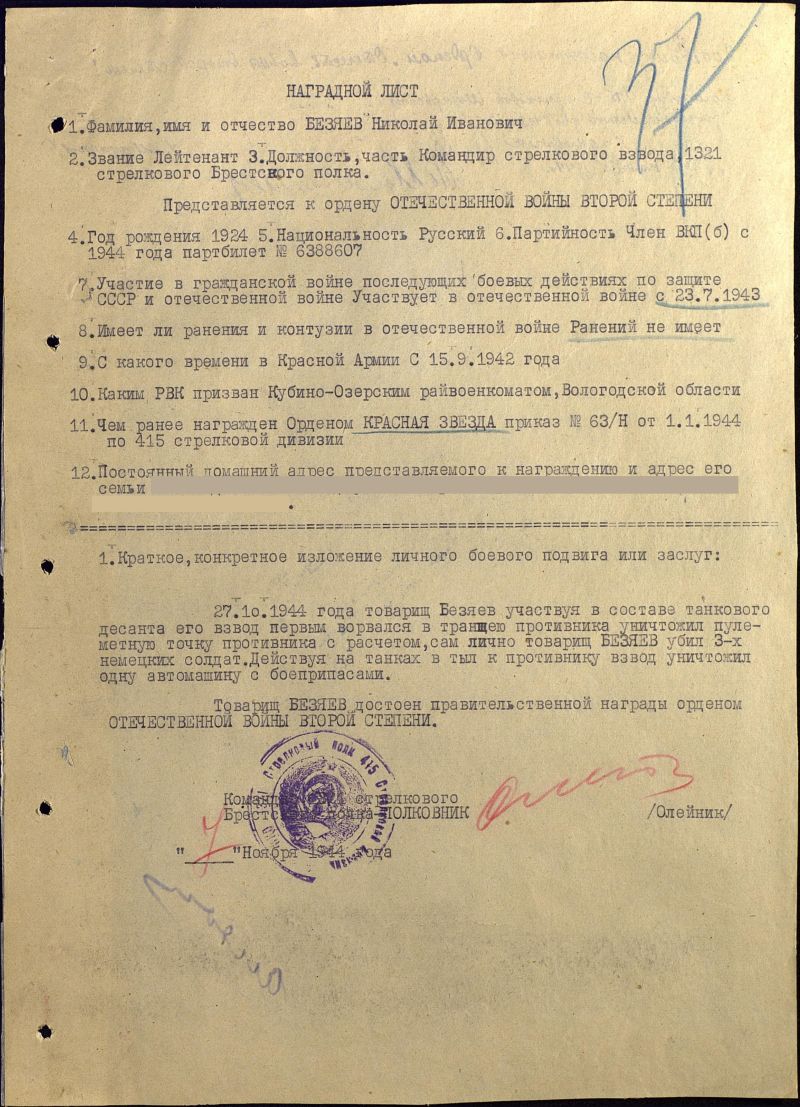 37
НАГРАДНОЙ ЛИСТ
1.Фамилия,имя и отчество БЕЗЯЕВ Николай Иванович
2.Звание Лейтенант 3.Должность,часть Командир стрелкового взвода,1321
стрелкового Брестского полка.
Представляется к ордену ОТЕЧЕСТВЕННОЙ ВОЙНЫ ВТОРОЙ СТЕПЕНИ
4.Год рождения 1924 5.Национальность Русский 6.Партийность Член ВКП(б) с
1944 года партбилет № 6388607
7.Участие в гражданской войне последующих боевых действиях по защите
СССР и отечественной войне Участвует в отечественной войне с 23.7.1943
8.Имеет ли ранения и контузии в отечественной войне Ранений не имеет
9.С какого времени в Красной Армии С 15.9.1942 года
10.Каким РВК призван Кубино-Озерским райвоенкоматом,Вологодской области
11.Чем ранее награжден Орденом КРАСНАЯ ЗВЕЗДА приказ № 63/Н от 1.1.1944
по 415 стрелковой дивизии
12.Постоянный домашний адрес представляемого к награждению и адрес его
семьи
1.Краткое,конкретное изложение личного боевого подвига или заслуг:
27.10.1944 года товарищ Безяев участвуя в составе танкового
десанта его взвод первым ворвался в траншею противника уничтожил пуле-
метную точку противника с расчетом,сам лично товарищ БЕЗЯЕВ убил 3-х
немецких солдат.Действуя на танках в тыл к противнику взвод уничтожил
одну автомашину с боеприпасами.
Товарищ БЕЗЯЕВ достоен правительственной награды орденом
ОТЕЧЕСТВЕННОЙ ВОЙНЫ ВТОРОЙ СТЕПЕНИ.
Стрелковый полк 415 Стрелковой
Командир стрелкового
Брестского полка-ПОЛКОВНИК /Олейник/
"7"Ноября 1944 года